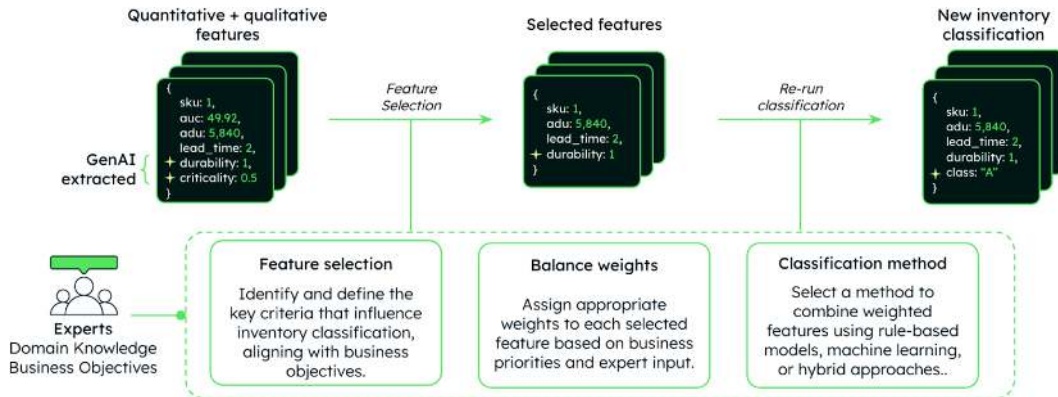 Quantitative + qualitative
features
{
sku: 1,
auc: 49.92,
adu: 5,840,
lead_time: 2,
durability: 1,
criticality: 0.5
}
GenAI
extracted
Feature
Selection
Selected features
{
sku: 1,
adu: 5,840,
lead_time: 2,
durability: 1
{
Re-run
classification
New inventory
classification
{
sku: 1,
adu: 5,840,
lead_time: 2,
durability: 1,
class: "A"
}
Experts
Domain Knowledge
Business Objectives
Feature selection
Identify and define the
key criteria that influence
inventory classification,
aligning with business
objectives.
Balance weights
Assign appropriate
weights to each selected
feature based on business
priorities and expert input.
Classification method
Select a method to
combine weighted
features using rule-based
models, machine learning,
or hybrid approaches..